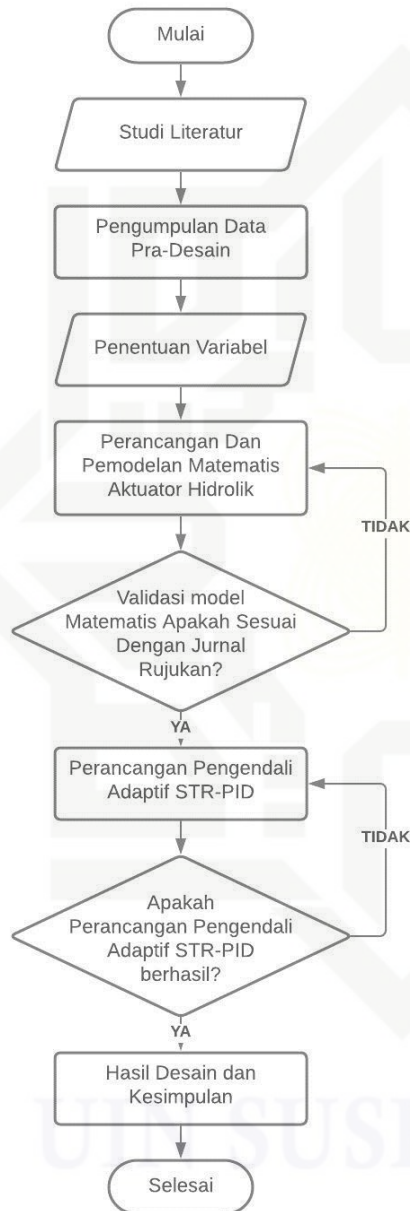 Mulai
Studi Literatur
Pengumpulan Data
Pra-Desain
Penentuan Variabel
Perancangan Dan
Pemodelan Matematis
Aktuator Hidrolik
TIDAK
Validasi model
Matematis Apakah Sesuai
Dengan Jurnal
Rujukan?
YA
Perancangan Pengendali
Adaptif STR-PID
TIDAK
Apakah
Perancangan Pengendali
Adaptif STR-PID
berhasil?
YA
Hasil Desain dan
Kesimpulan
UIN
Selesai